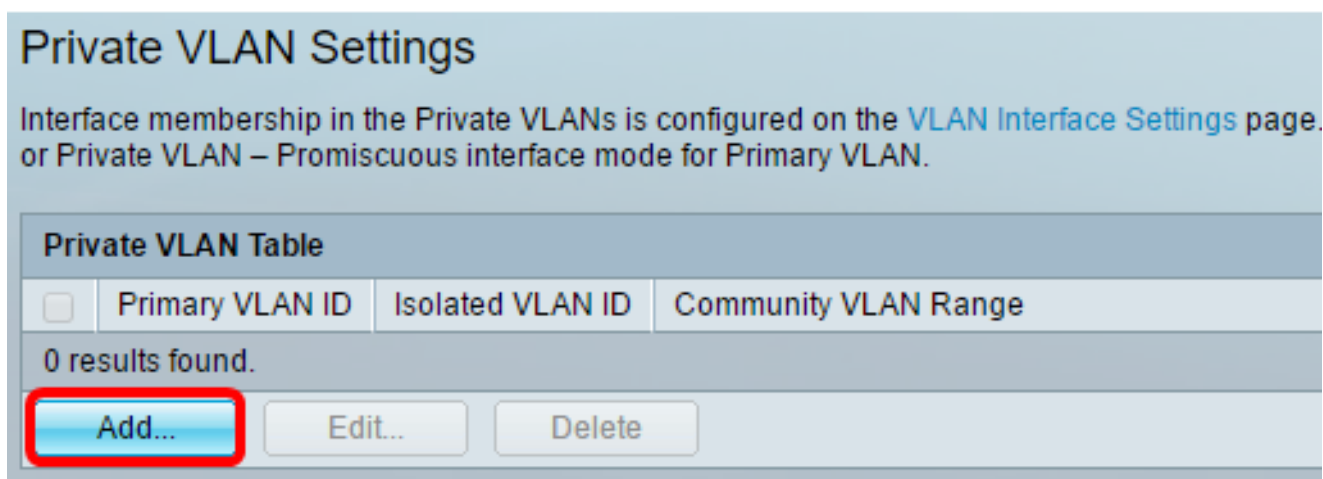 Private VLAN Settings
Interface membership in the Private VLANs is configured on the VLAN Interface Settings page.
or Private VLAN – Promiscuous interface mode for Primary VLAN.
Private VLAN Table
Primary VLAN ID Isolated VLAN ID Community VLAN Range
0 results found.
Add... Edit... Delete